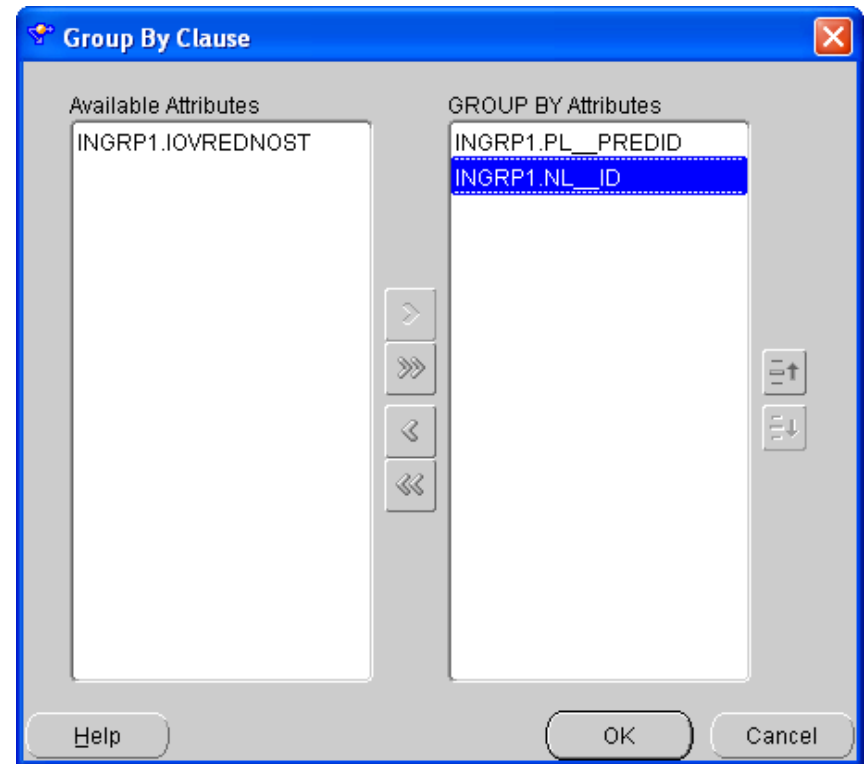 Group By Clause
Available Attributes
GROUP BY Attributes
INGRP1.IOVREDNOST
INGRP1.PL__PREDID
INGRP1.NL__ID
Help
OK
Cancel